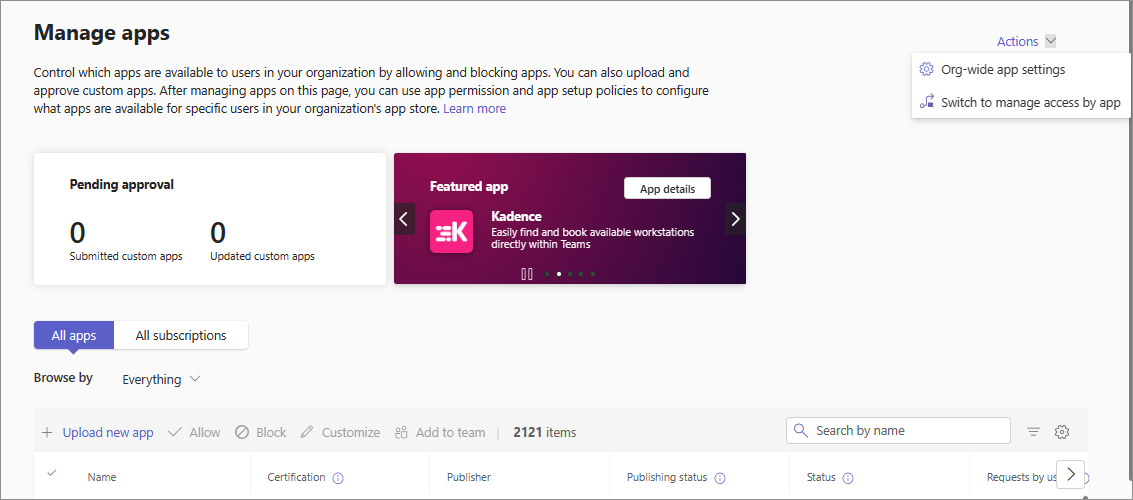 Manage apps
Actions
Org-wide app settings
Switch to manage access by app
Control which apps are available to users in your organization by allowing and blocking apps. You can also upload and
approve custom apps. After managing apps on this page, you can use app permission and app setup policies to configure
what apps are available for specific users in your organization's app store. Learn more
Pending approval
0
Submitted custom apps
0
Updated custom apps
Featured app
App details
K
Kadence
Easily find and book available workstations
directly within Teams
All apps
All subscriptions
Browse by
Everything
Upload new app
Allow
Block
Customize
Add to team
2121 items
Search by name
Name
Certification
Publisher
Publishing status
Status
Requests by